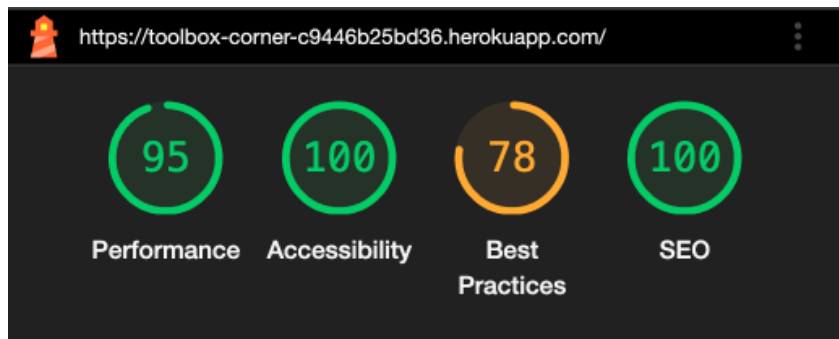 https://toolbox-corner-c9446b25bd36.herokuapp.com/
95
100
78
100
Performance
Accessibility
Best
Practices
SEO